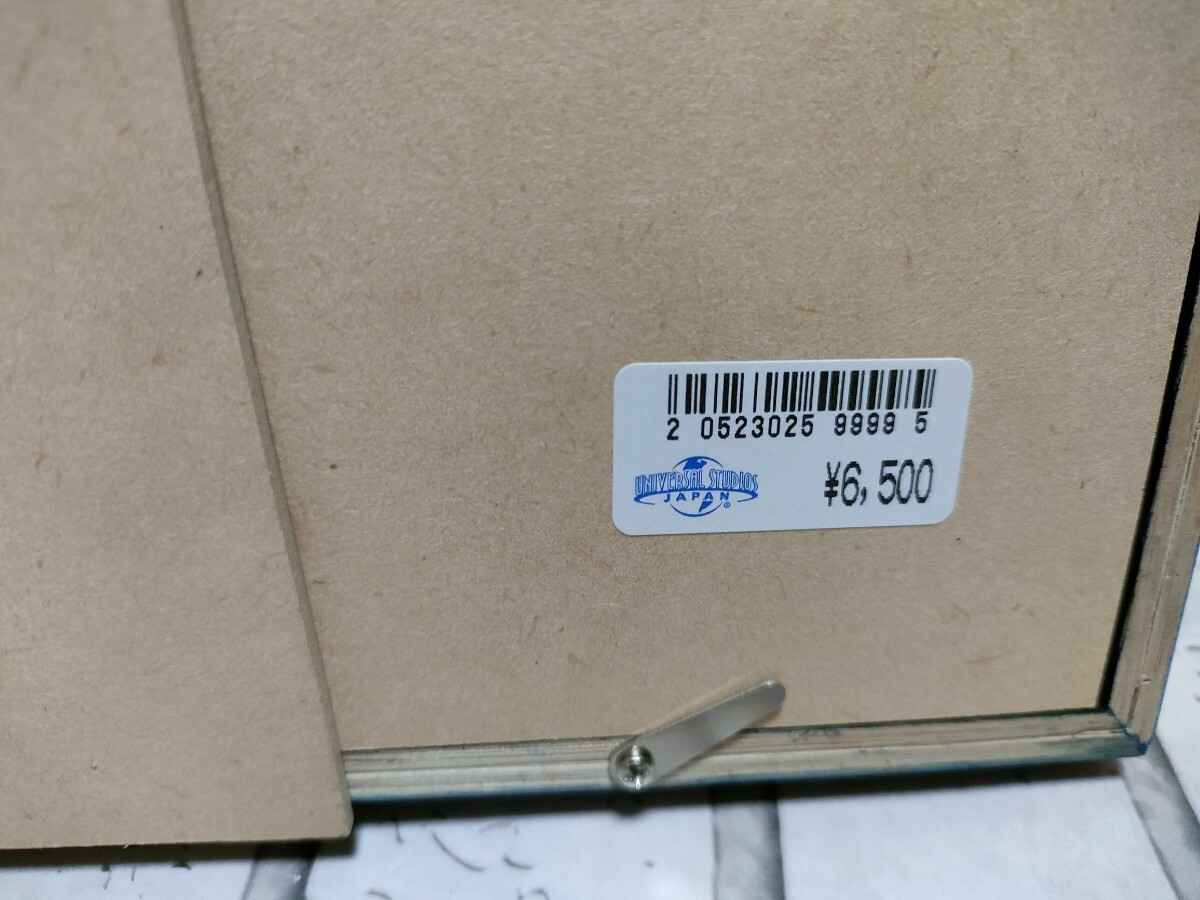 2 0523025 9999 5
UNIVERSAL STUDIOS
JAPAN ®
¥6,500